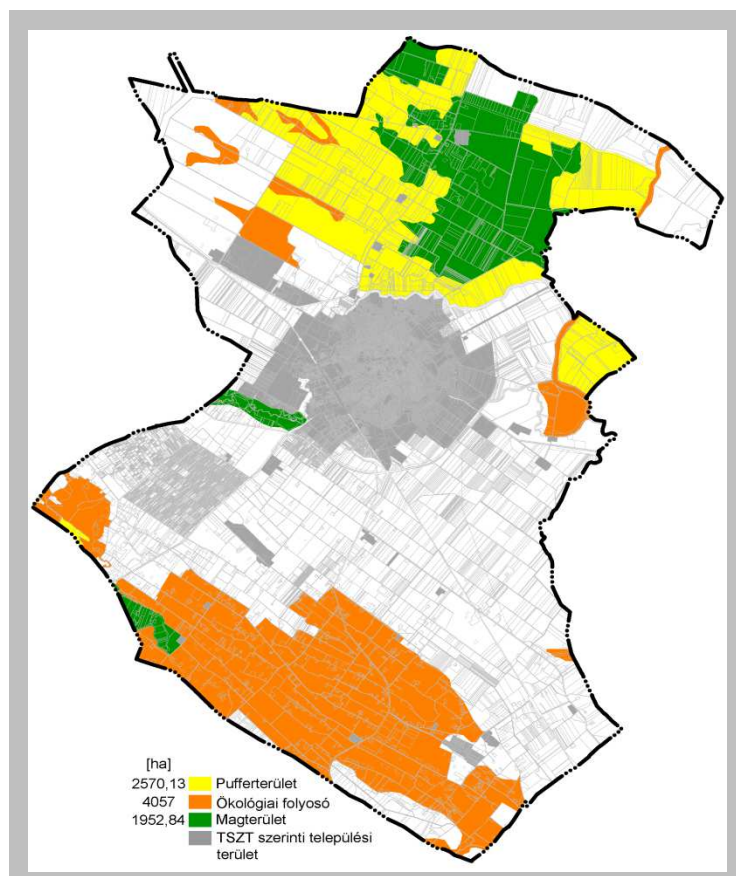 [ha]
2570,13 Pufferterület
4057 Ökológiai folyosó
1952,84 Magterület
TSZT szerinti települési
terület